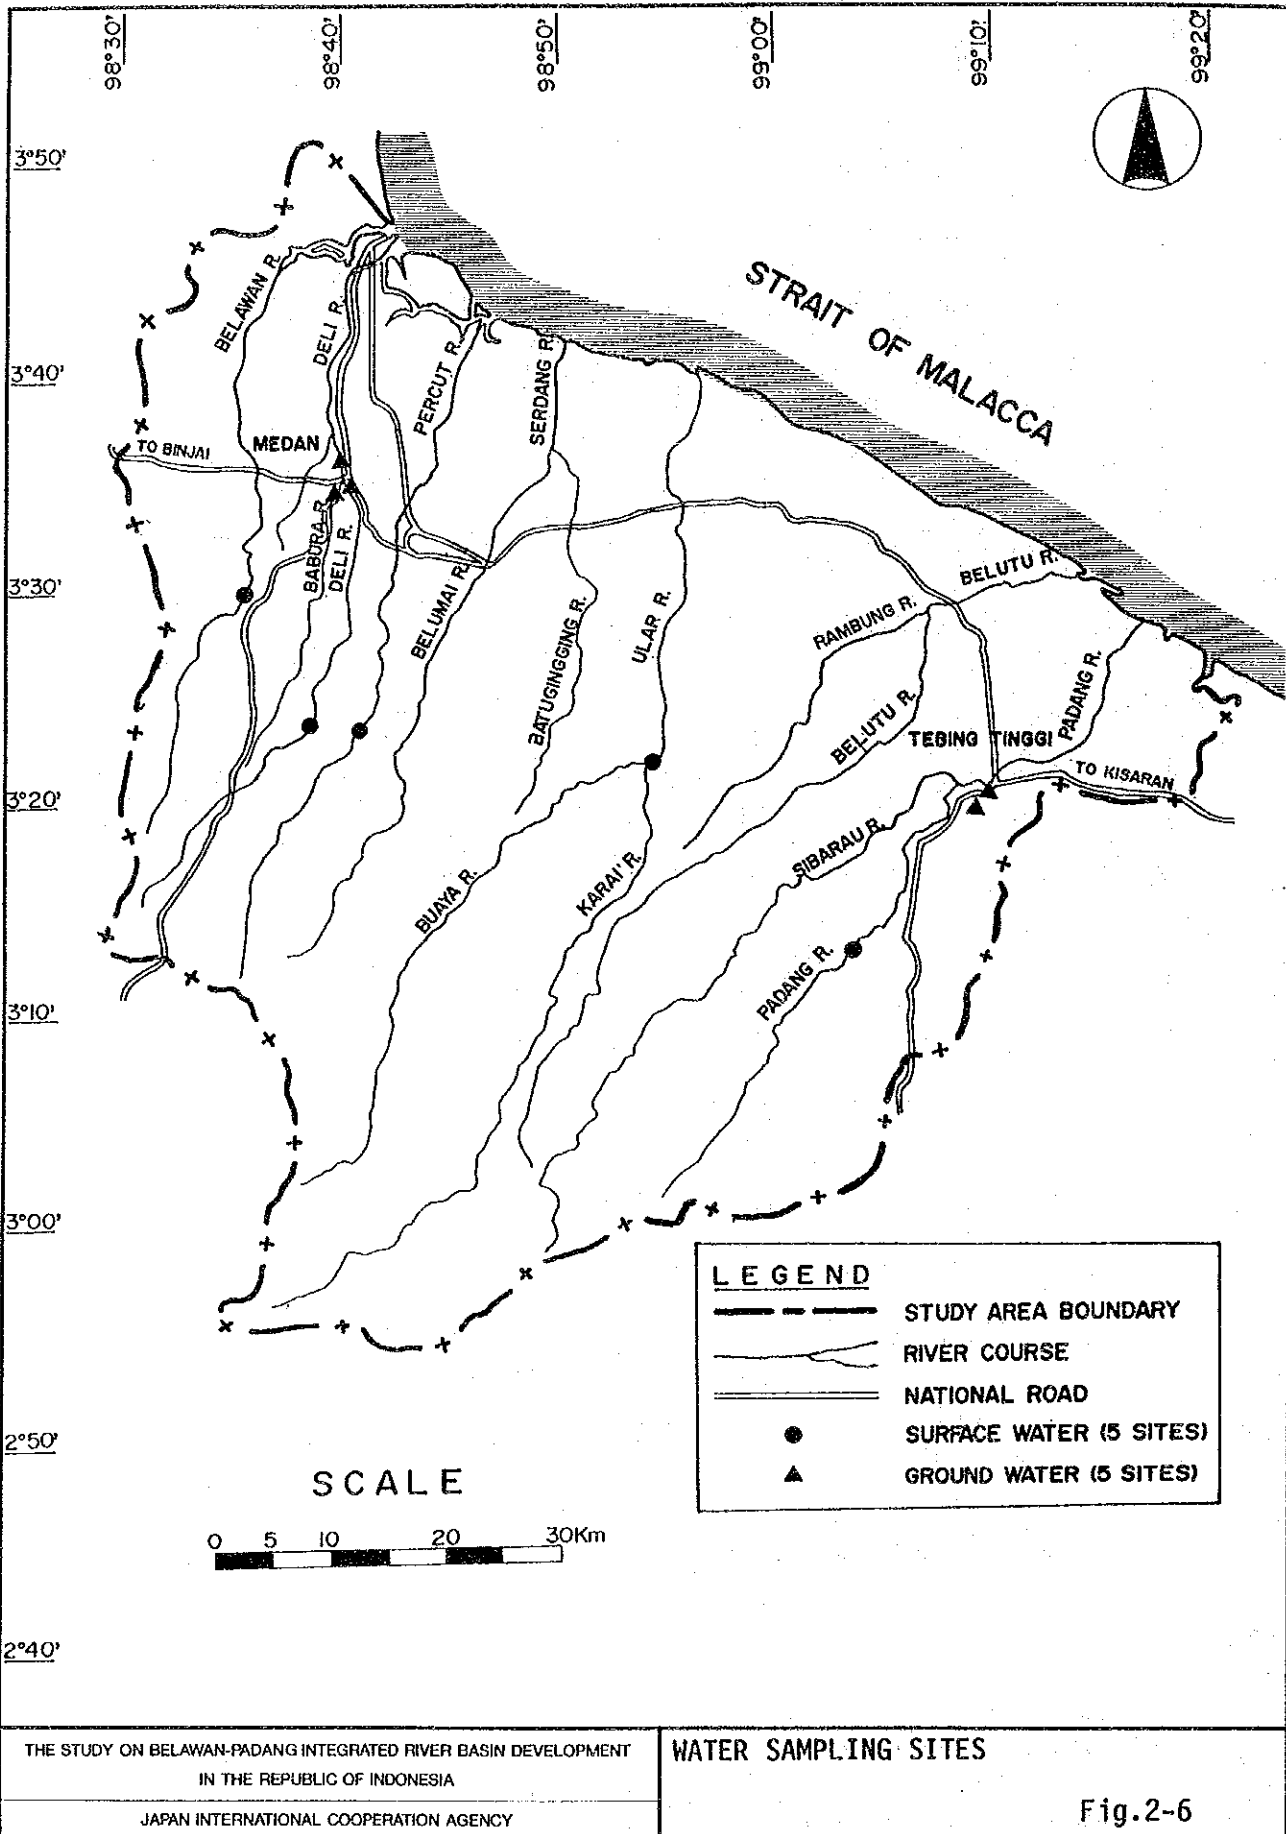 98°30'
98°40'
98°50'
99°00'
99°10'
99°20'
3°50'
3°40'
3°30'
3°20'
3°10'
3°00'
2°50'
2°40'
STRAIT OF MALACCA
BELAWAN R.
DELI R.
PERCUT R.
SERDANG R.
TO BINJAI
MEDAN
BABURA R.
DELI R.
BELUMAI R.
BATUGINGGING R.
ULAR R.
RAMBUNG R.
BELUTU R.
BELUTU R.
PADANG R.
TEBING TINGGI
TO KISARAN
SIBARAU R.
BUAYA R.
KARAI' R.
PADANG R.
LEGEND
STUDY AREA BOUNDARY
RIVER COURSE
NATIONAL ROAD
SURFACE WATER (5 SITES)
GROUND WATER (5 SITES)
SCALE
0 5 10 20 30Km
THE STUDY ON BELAWAN-PADANG INTEGRATED RIVER BASIN DEVELOPMENT
IN THE REPUBLIC OF INDONESIA
JAPAN INTERNATIONAL COOPERATION AGENCY
WATER SAMPLING SITES
Fig.2-6